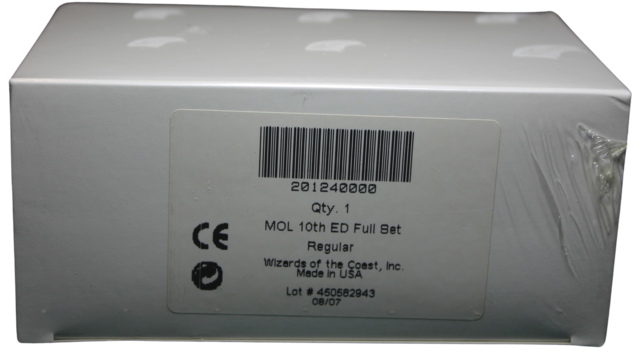 201240000
Qty. 1
MOL 10th ED Full Set
Regular
Wizards of the Coast, Inc.
Made in USA
Lot # 450562943
08/07
CE